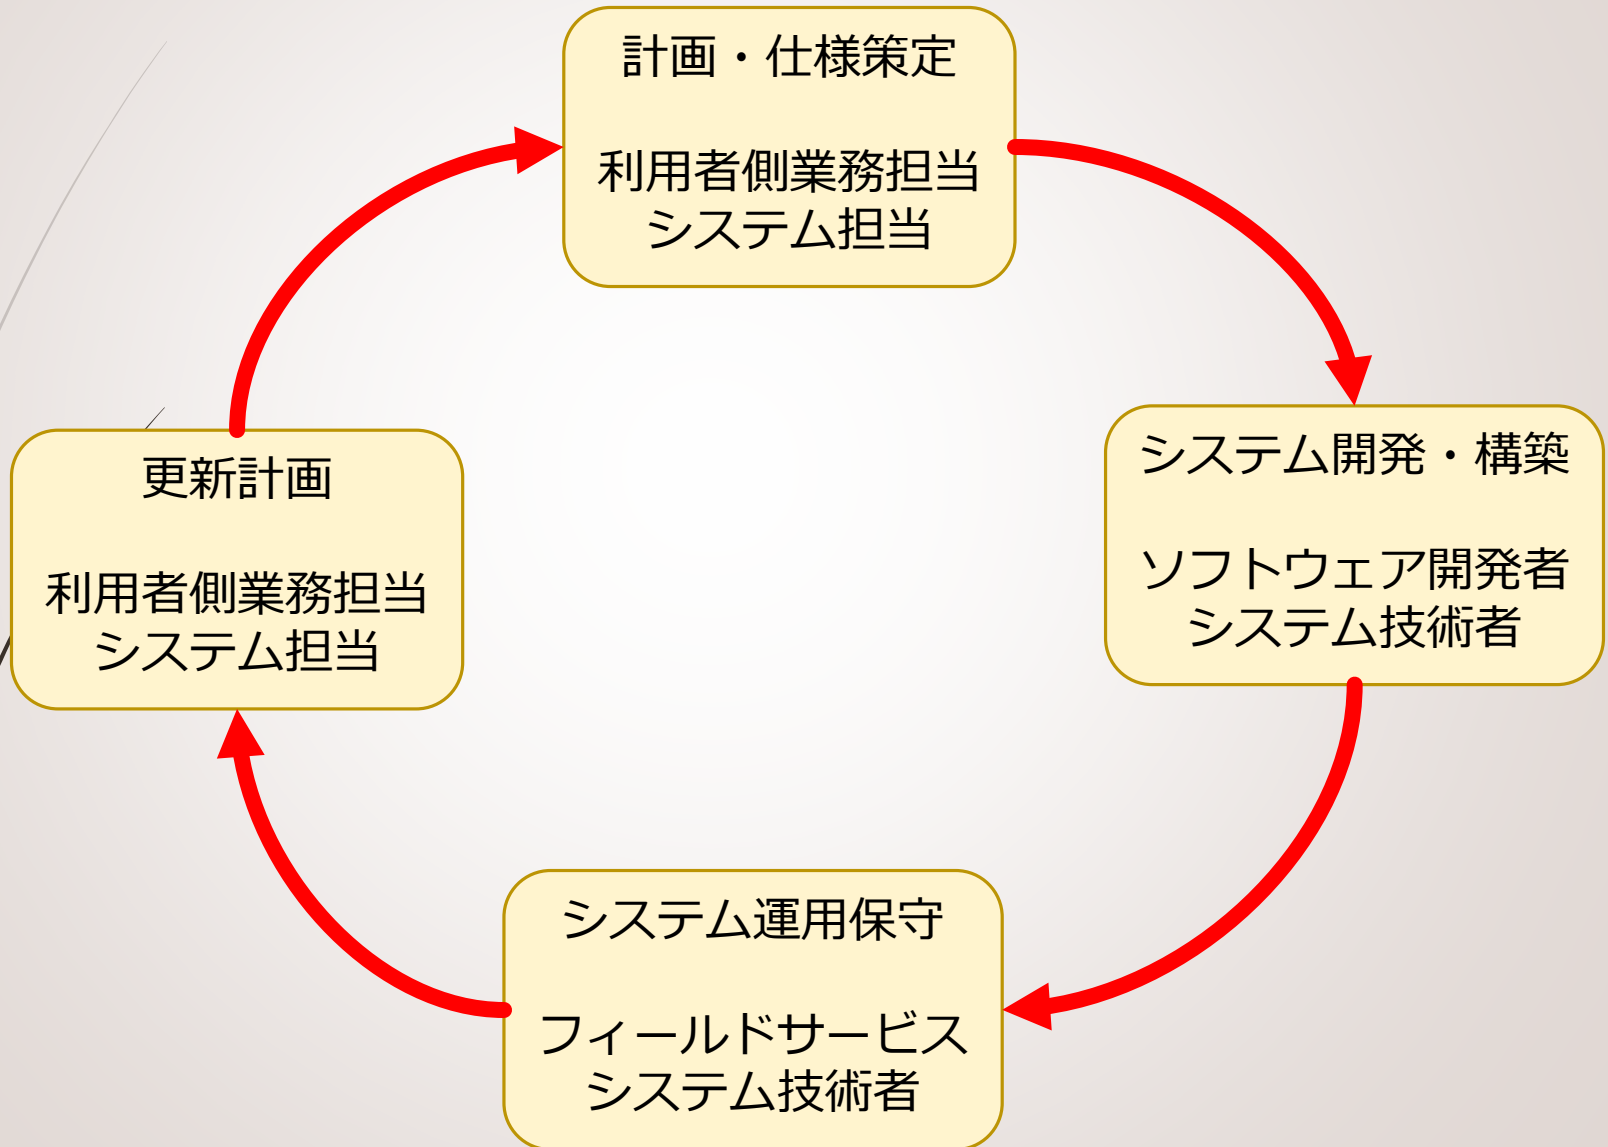 計画・仕様策定
利用者側業務担当
システム担当
システム開発・構築
ソフトウェア開発者
システム技術者
システム運用保守
フィールドサービス
システム技術者
更新計画
利用者側業務担当
システム担当